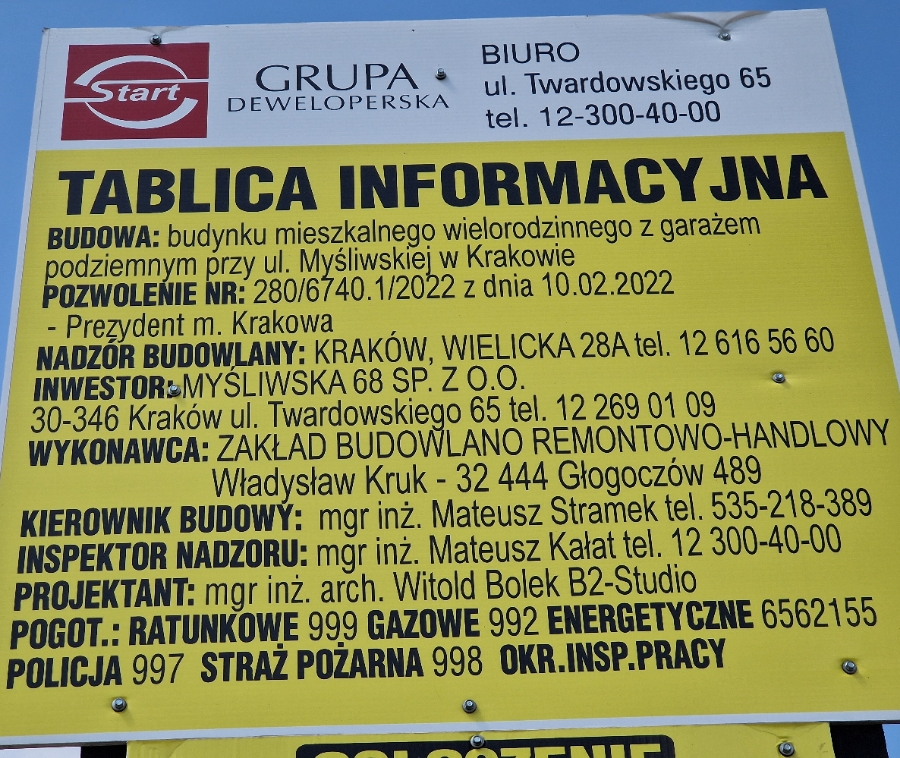 Start
GRUPA
DEWELOPERSKA
BIURO
ul. Twardowskiego 65
tel. 12-300-40-00
TABLICA INFORMACYJNA
BUDOWA: budynku mieszkalnego wielorodzinnego z garażem
podziemnym przy ul. Myśliwskiej w Krakowie
POZWOLENIE NR: 280/6740.1/2022 z dnia 10.02.2022
- Prezydent m. Krakowa
NADZÓR BUDOWLANY: KRAKÓW, WIELICKA 28A tel. 12 616 56 60
INWESTOR: MYŚLIWSKA 68 SP. Z O.O.
30-346 Kraków ul. Twardowskiego 65 tel. 12 269 01 09
WYKONAWCA: ZAKŁAD BUDOWLANO REMONTOWO-HANDLOWY
Władysław Kruk - 32 444 Głogoczów 489
KIEROWNIK BUDOWY: mgr inż. Mateusz Stramek tel. 535-218-389
INSPEKTOR NADZORU: mgr inż. Mateusz Kałat tel. 12 300-40-00
PROJEKTANT: mgr inż. arch. Witold Bolek B2-Studio
POGOT.: RATUNKOWE 999 GAZOWE 992 ENERGETYCZNE 6562155
POLICJA 997 STRAŻ POŻARNA 998 OKR.INSP.PRACY